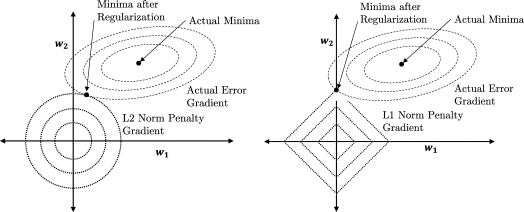 Minima after
Regularization
Actual Minima
w₂
Actual Error
Gradient
L2 Norm Penalty
Gradient
w₁
Minima after
Regularization
Actual Minima
w₂
Actual Error
Gradient
L1 Norm Penalty
Gradient
w₁